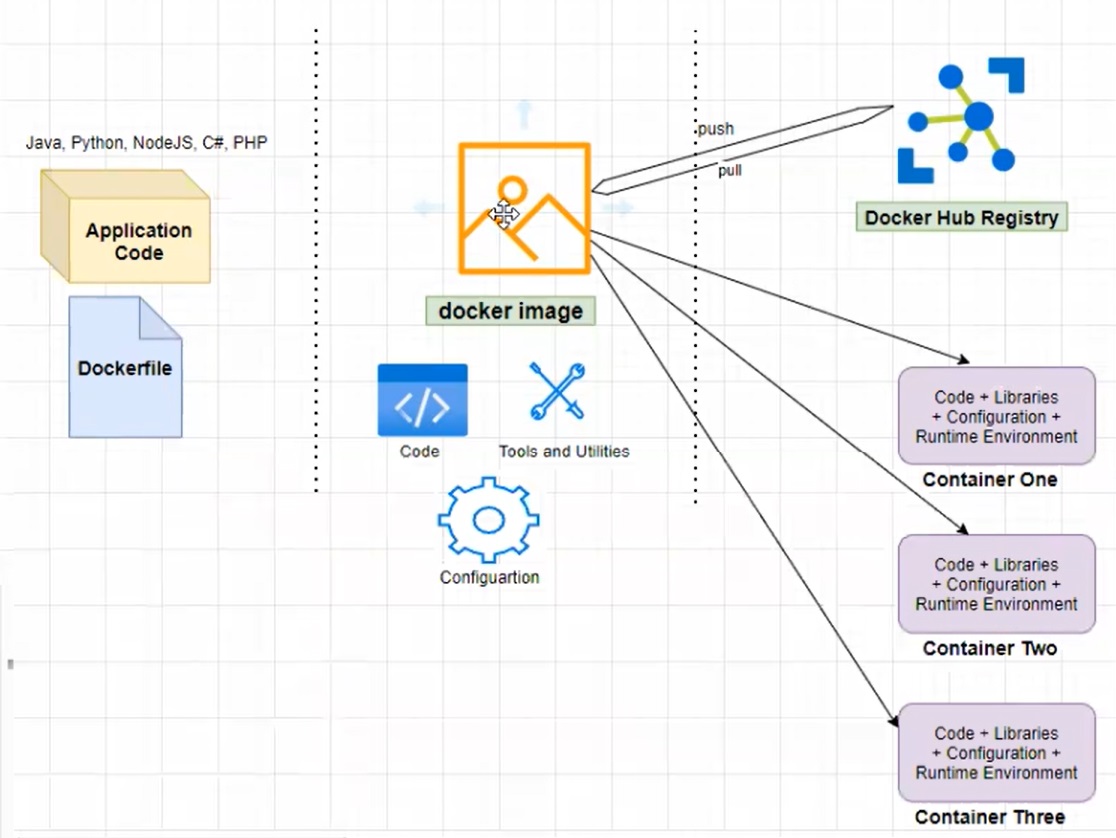 Java, Python, NodeJS, C#, PHP
Application
Code
Dockerfile
docker image
Code
Tools and Utilities
Configuartion
push
pull
Docker Hub Registry
Code + Libraries
+ Configuration +
Runtime Environment
Container One
Code + Libraries
+ Configuration +
Runtime Environment
Container Two
Code + Libraries
+ Configuration +
Runtime Environment
Container Three